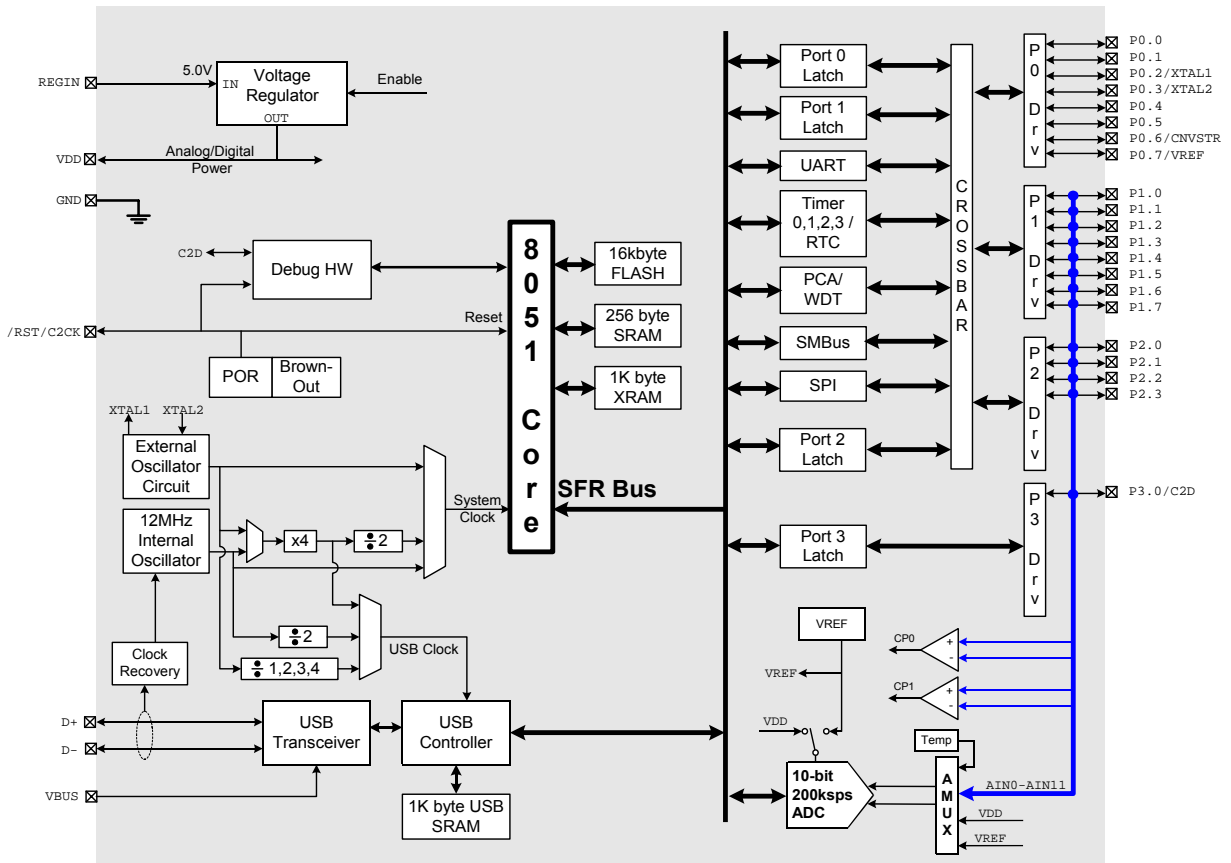 REGIN
5.0V
IN
Voltage
Regulator
OUT
Enable
VDD
Analog/Digital
Power
GND
C2D
Debug HW
/RST/C2CK
Reset
POR
Brown-
Out
XTAL1
XTAL2
External
Oscillator
Circuit
12MHz
Internal
Oscillator
x4
÷2
System
Clock
÷2
÷1,2,3,4
USB Clock
Clock
Recovery
D+
D-
VBUS
USB
Transceiver
USB
Controller
1K byte USB
SRAM
8051 Core
16kbyte
FLASH
256 byte
SRAM
1K byte
XRAM
SFR Bus
Port 0
Latch
Port 1
Latch
UART
Timer
0,1,2,3 /
RTC
PCA/
WDT
SMBus
SPI
Port 2
Latch
Port 3
Latch
CROSSBAR
P0 Drv
P1 Drv
P2 Drv
P3 Drv
P0.0
P0.1
P0.2/XTAL1
P0.3/XTAL2
P0.4
P0.5
P0.6/CNVSTR
P0.7/VREF
P1.0
P1.1
P1.2
P1.3
P1.4
P1.5
P1.6
P1.7
P2.0
P2.1
P2.2
P2.3
P3.0/C2D
VREF
VREF
VDD
CP0
+
-
CP1
+
-
Temp
10-bit
200ksps
ADC
AMUX
AIN0-AIN11
VDD
VREF